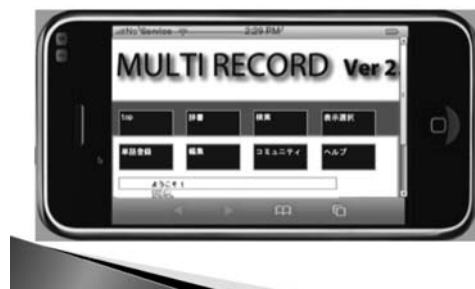 No Service 2:29 PM
MULTI RECORD Ver 2
top 辞書 検索 表示選択
単語登録 編集 コミュニティ ヘルプ
ようこそ！